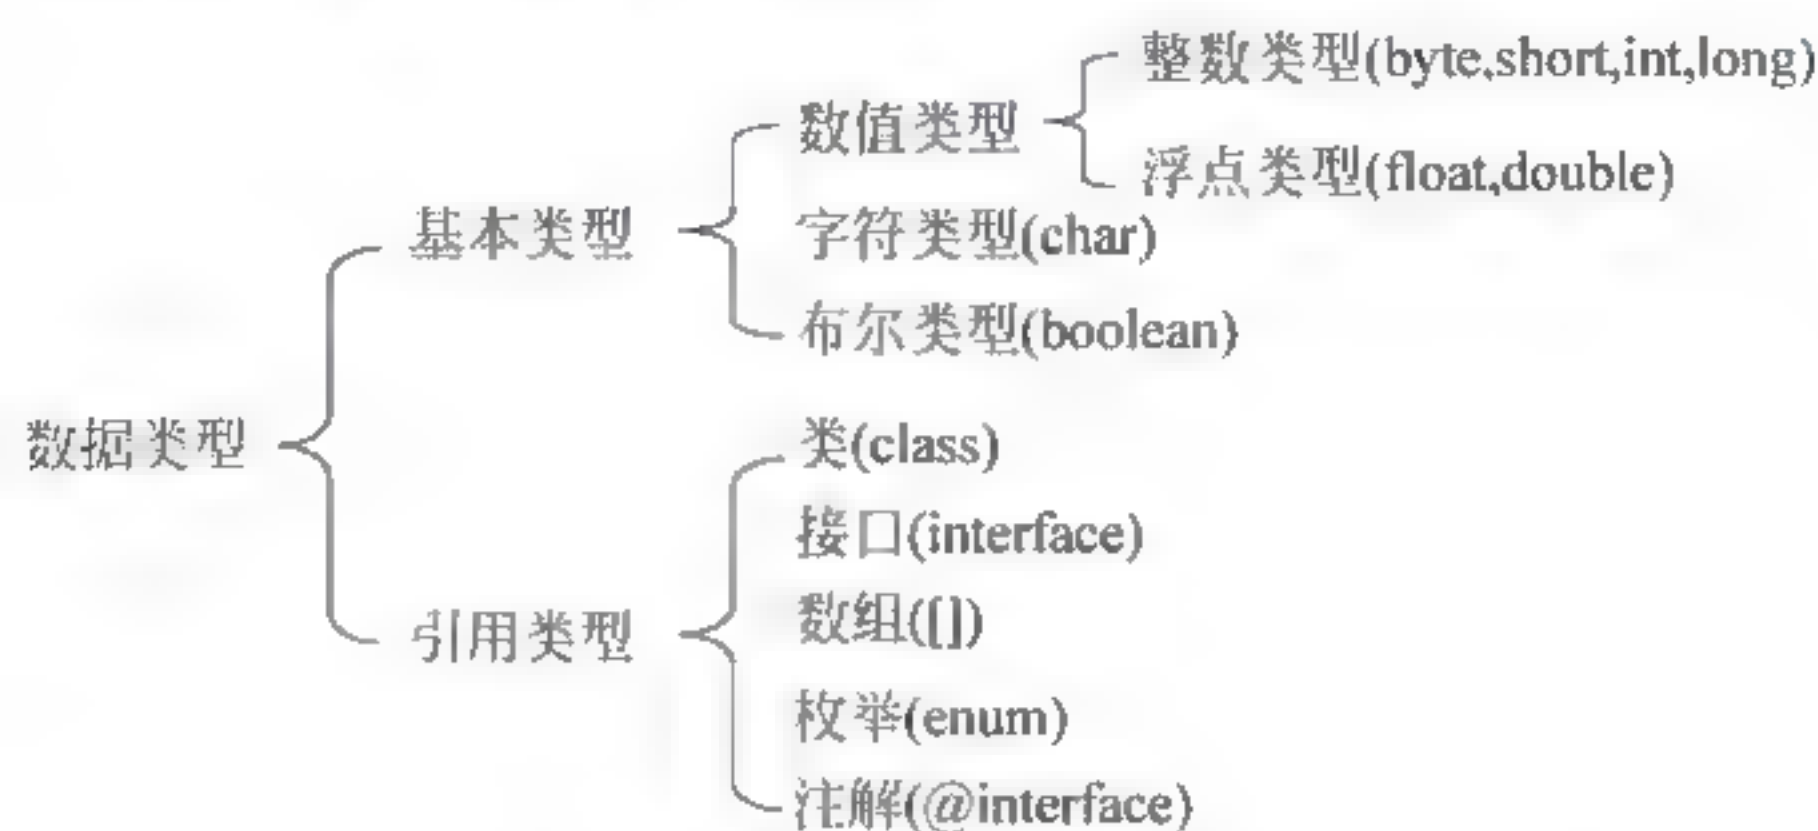 数据类型
基本类型
数值类型
整数类型(byte,short,int,long)
浮点类型(float,double)
字符类型(char)
布尔类型(boolean)
引用类型
类(class)
接口(interface)
数组([])
枚举(enum)
注解(@interface)